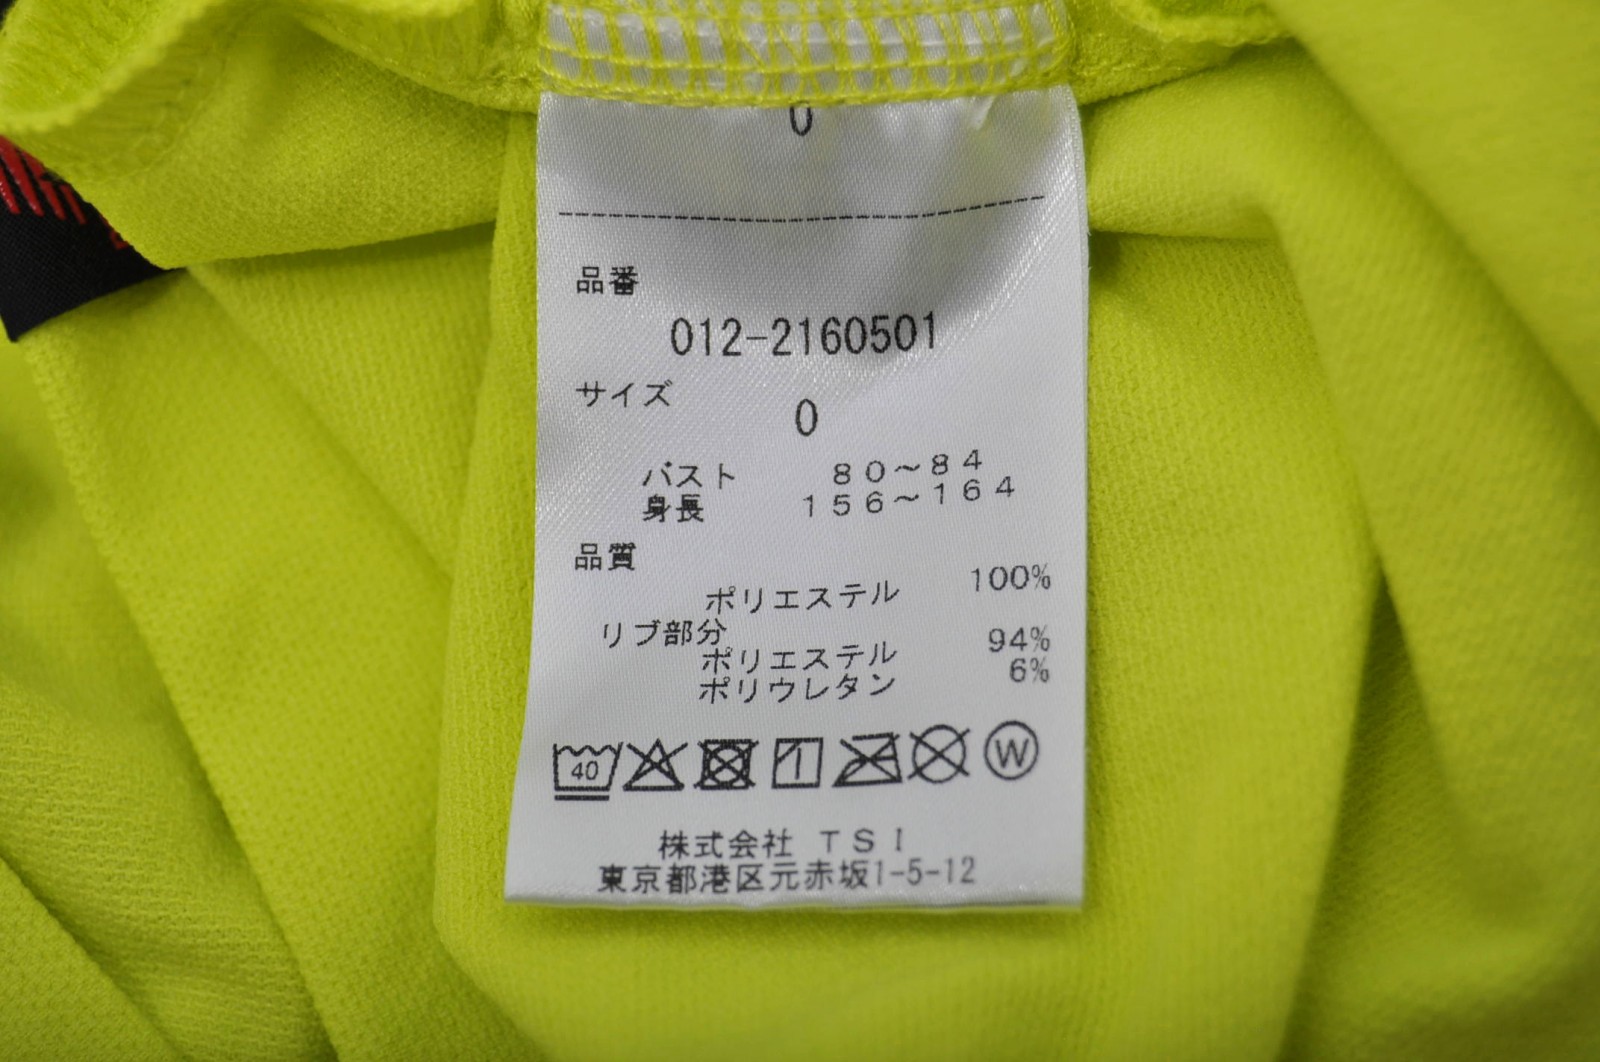 0
品番
012-2160501
サイズ
0
バスト 80～84
身長 156～164
品質
ポリエステル 100%
リブ部分
ポリエステル 94%
ポリウレタン 6%
40
W
株式会社 TSI
東京都港区元赤坂1-5-12